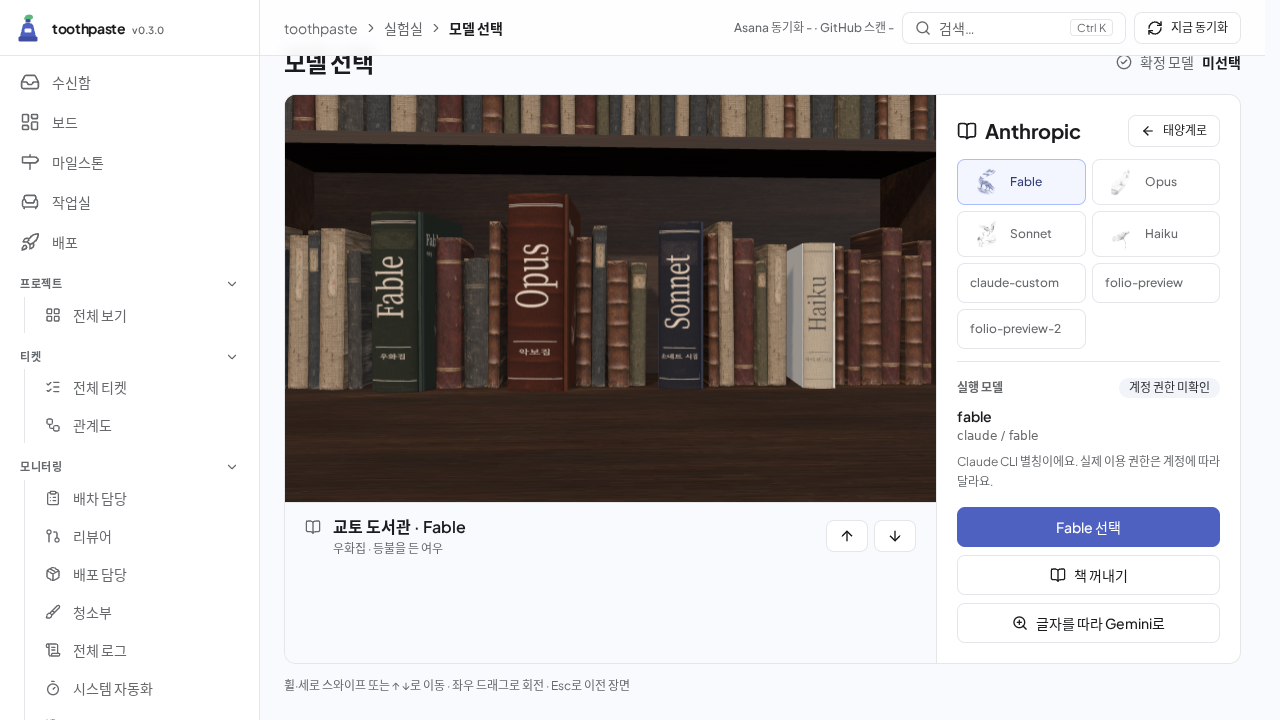 toothpaste v0.3.0
toothpaste > 실험실 > 모델 선택
Asana 동기화 - · GitHub 스캔 -
검색...
Ctrl K
지금 동기화
수신함
보드
마일스톤
작업실
배포
프로젝트
전체 보기
티켓
전체 티켓
관계도
모니터링
배차 담당
리뷰어
배포 담당
청소부
전체 로그
시스템 자동화
모델 선택
확정 모델 미선택
Fable
우화집
Opus
악보집
Sonnet
소네트 시집
Haiku
교토 도서관 · Fable
우화집 · 등불을 든 여우
Anthropic
태양계로
Fable
Opus
Sonnet
Haiku
claude-custom
folio-preview
folio-preview-2
실행 모델
계정 권한 미확인
fable
claude / fable
Claude CLI 별칭이에요. 실제 이용 권한은 계정에 따라
달라요.
Fable 선택
책 꺼내기
글자를 따라 Gemini로
휠·세로 스와이프 또는 ↑ ↓로 이동 · 좌우 드래그로 회전 · Esc로 이전 장면